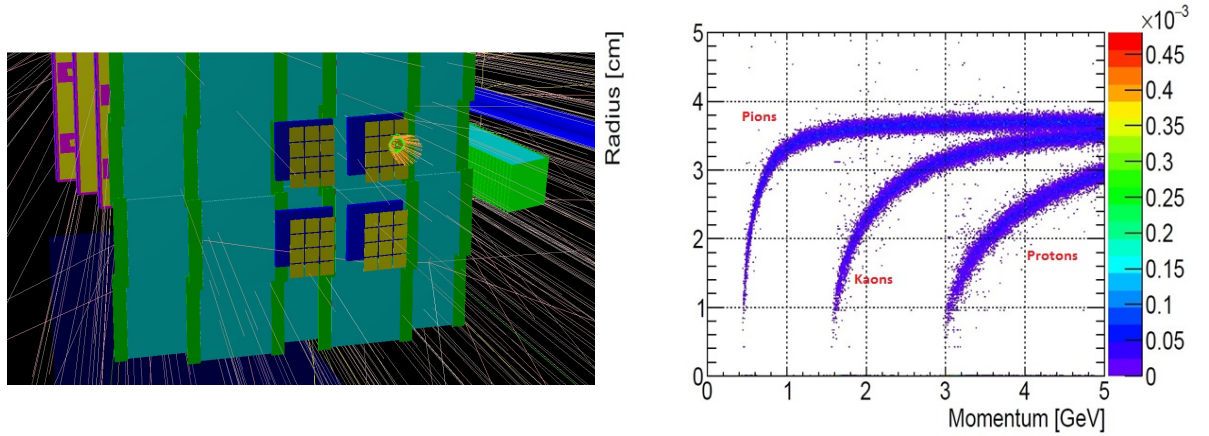 ×10⁻³
Radius [cm]
5
4
3
2
1
0
Pions
Kaons
Protons
0 1 2 3 4 5
Momentum [GeV]
0.45
0.4
0.35
0.3
0.25
0.2
0.15
0.1
0.05
0